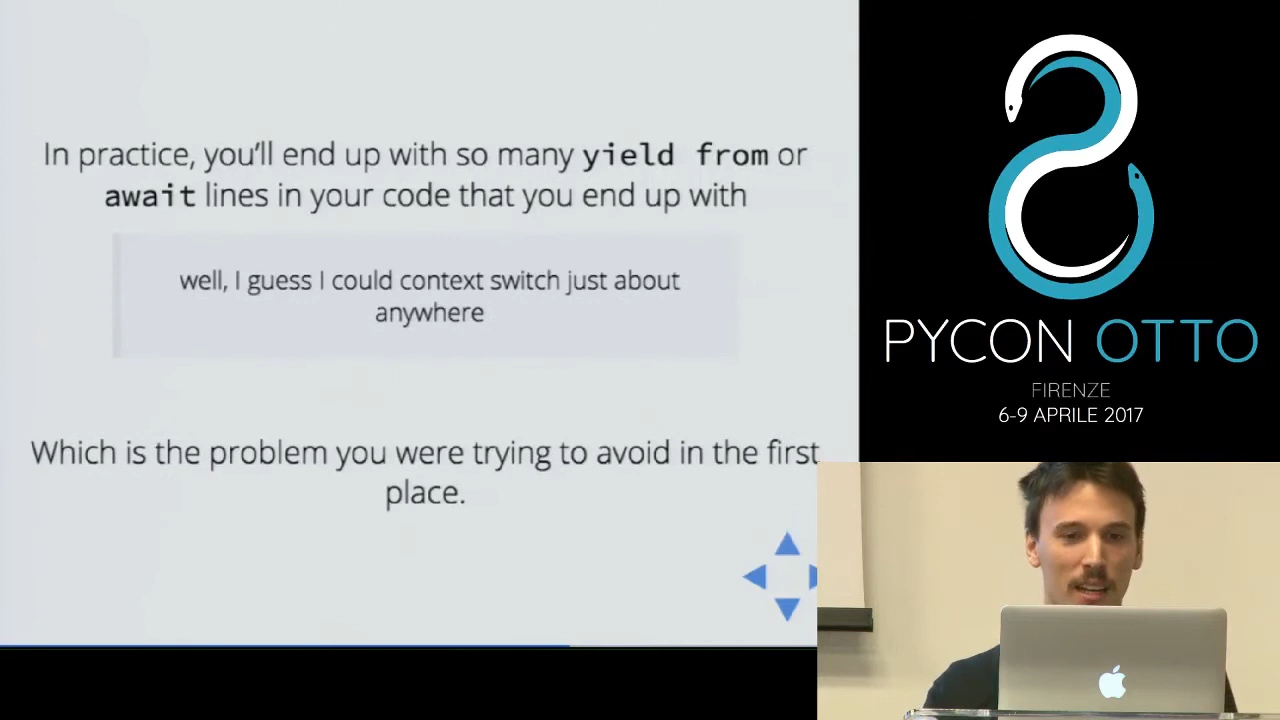 In practice, you'll end up with so many yield from or
await lines in your code that you end up with
well, I guess I could context switch just about
anywhere
Which is the problem you were trying to avoid in the first
place.
PYCON OTTO
FIRENZE
6-9 APRILE 2017